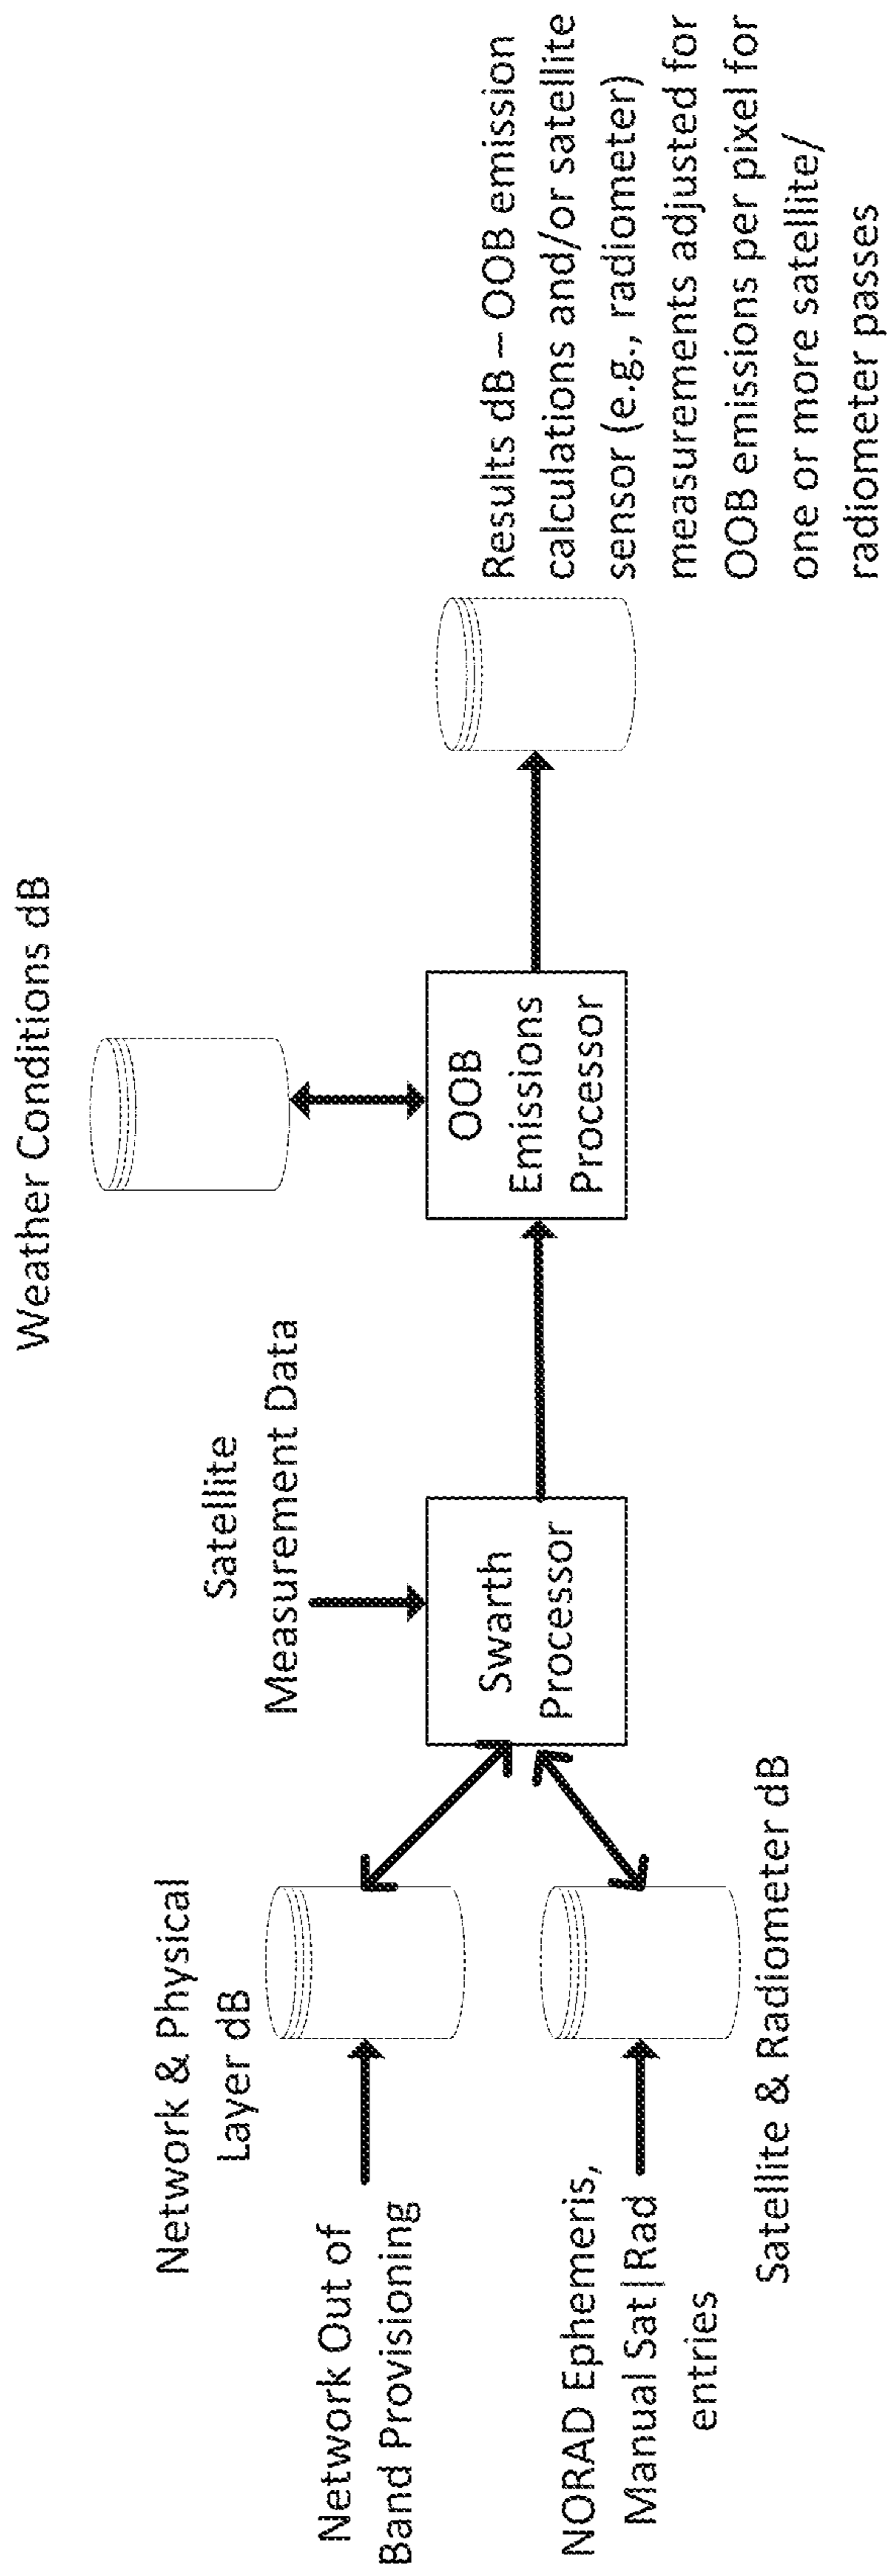 Weather Conditions dB
Satellite
Measurement Data
Network & Physical
Layer dB
Network Out of
Band Provisioning
NORAD Ephemeris,
Manual Sat|Rad
entries
Satellite & Radiometer dB
Swarth
Processor
OOB
Emissions
Processor
Results dB – OOB emission
calculations and/or satellite
sensor (e.g., radiometer)
measurements adjusted for
OOB emissions per pixel for
one or more satellite/
radiometer passes